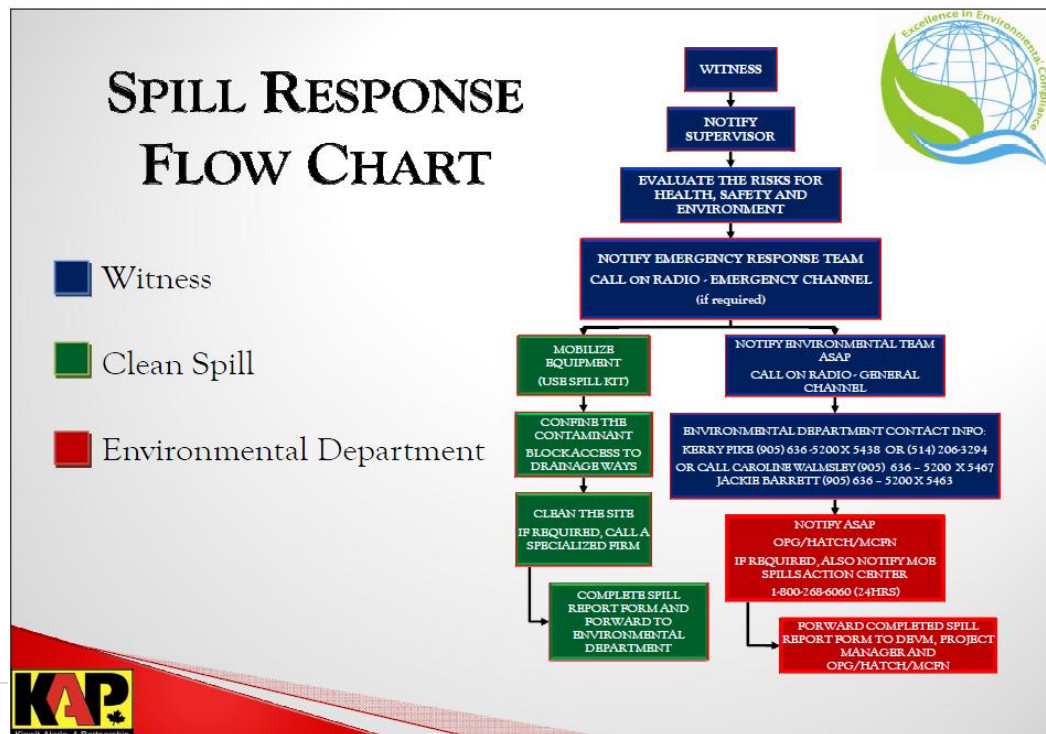 SPILL RESPONSE
FLOW CHART
Witness
Clean Spill
Environmental Department
Excellence in Environmental Compliance
WITNESS
NOTIFY
SUPERVISOR
EVALUATE THE RISKS FOR
HEALTH, SAFETY AND
ENVIRONMENT
NOTIFY EMERGENCY RESPONSE TEAM
CALL ON RADIO - EMERGENCY CHANNEL
(if required)
MOBILIZE
EQUIPMENT
(USE SPILL KIT)
CONFINE THE
CONTAMINANT
BLOCK ACCESS TO
DRAINAGE WAYS
CLEAN THE SITE
IF REQUIRED, CALL A
SPECIALIZED FIRM
COMPLETE SPILL
REPORT FORM AND
FORWARD TO
ENVIRONMENTAL
DEPARTMENT
NOTIFY ENVIRONMENTAL TEAM
ASAP
CALL ON RADIO - GENERAL
CHANNEL
ENVIRONMENTAL DEPARTMENT CONTACT INFO:
KERRY PIKE (905) 636-5200 X 5438 OR (514) 206-3294
OR CALL CAROLINE WALMSLEY (905) 636 – 5200 X 5467
JACKIE BARRETT (905) 636 – 5200 X 5463
NOTIFY ASAP
OPG/HATCH/MCFN
IF REQUIRED, ALSO NOTIFY MOE
SPILLS ACTION CENTER
1-800-268-6060 (24HRS)
FORWARD COMPLETED SPILL
REPORT FORM TO DEVM, PROJECT
MANAGER AND
OPG/HATCH/MCFN
KAP